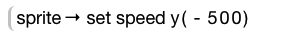 sprite → set speed y( - 500)